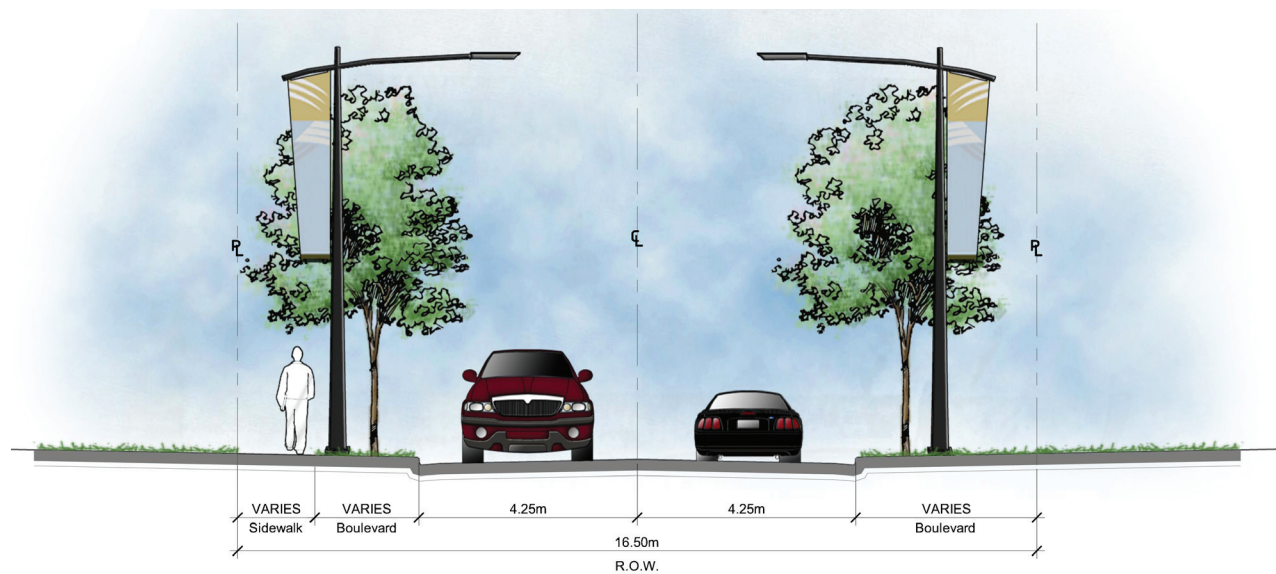 PL
CL
PL
VARIES
Sidewalk
VARIES
Boulevard
4.25m
4.25m
VARIES
Boulevard
16.50m
R.O.W.